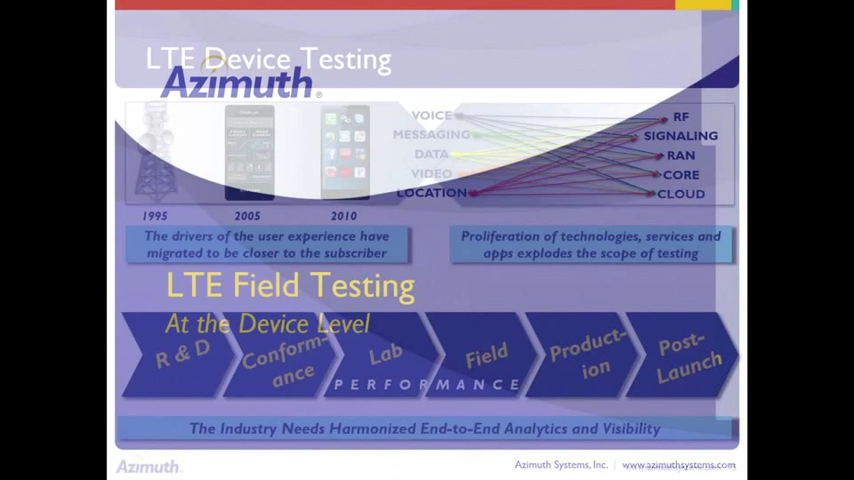 LTE Device Testing
Azimuth®
VOICE
MESSAGING
DATA
VIDEO
LOCATION
RF
SIGNALING
RAN
CORE
CLOUD
1995
2005
2010
The drivers of the user experience have
migrated to be closer to the subscriber
Proliferation of technologies, services and
apps explodes the scope of testing
LTE Field Testing
At the Device Level
R & D
Conform-
ance
Lab
Field
Product-
ion
Post-
Launch
PERFORMANCE
The Industry Needs Harmonized End-to-End Analytics and Visibility
Azimuth
Azimuth Systems, Inc. | www.azimuthsystems.com